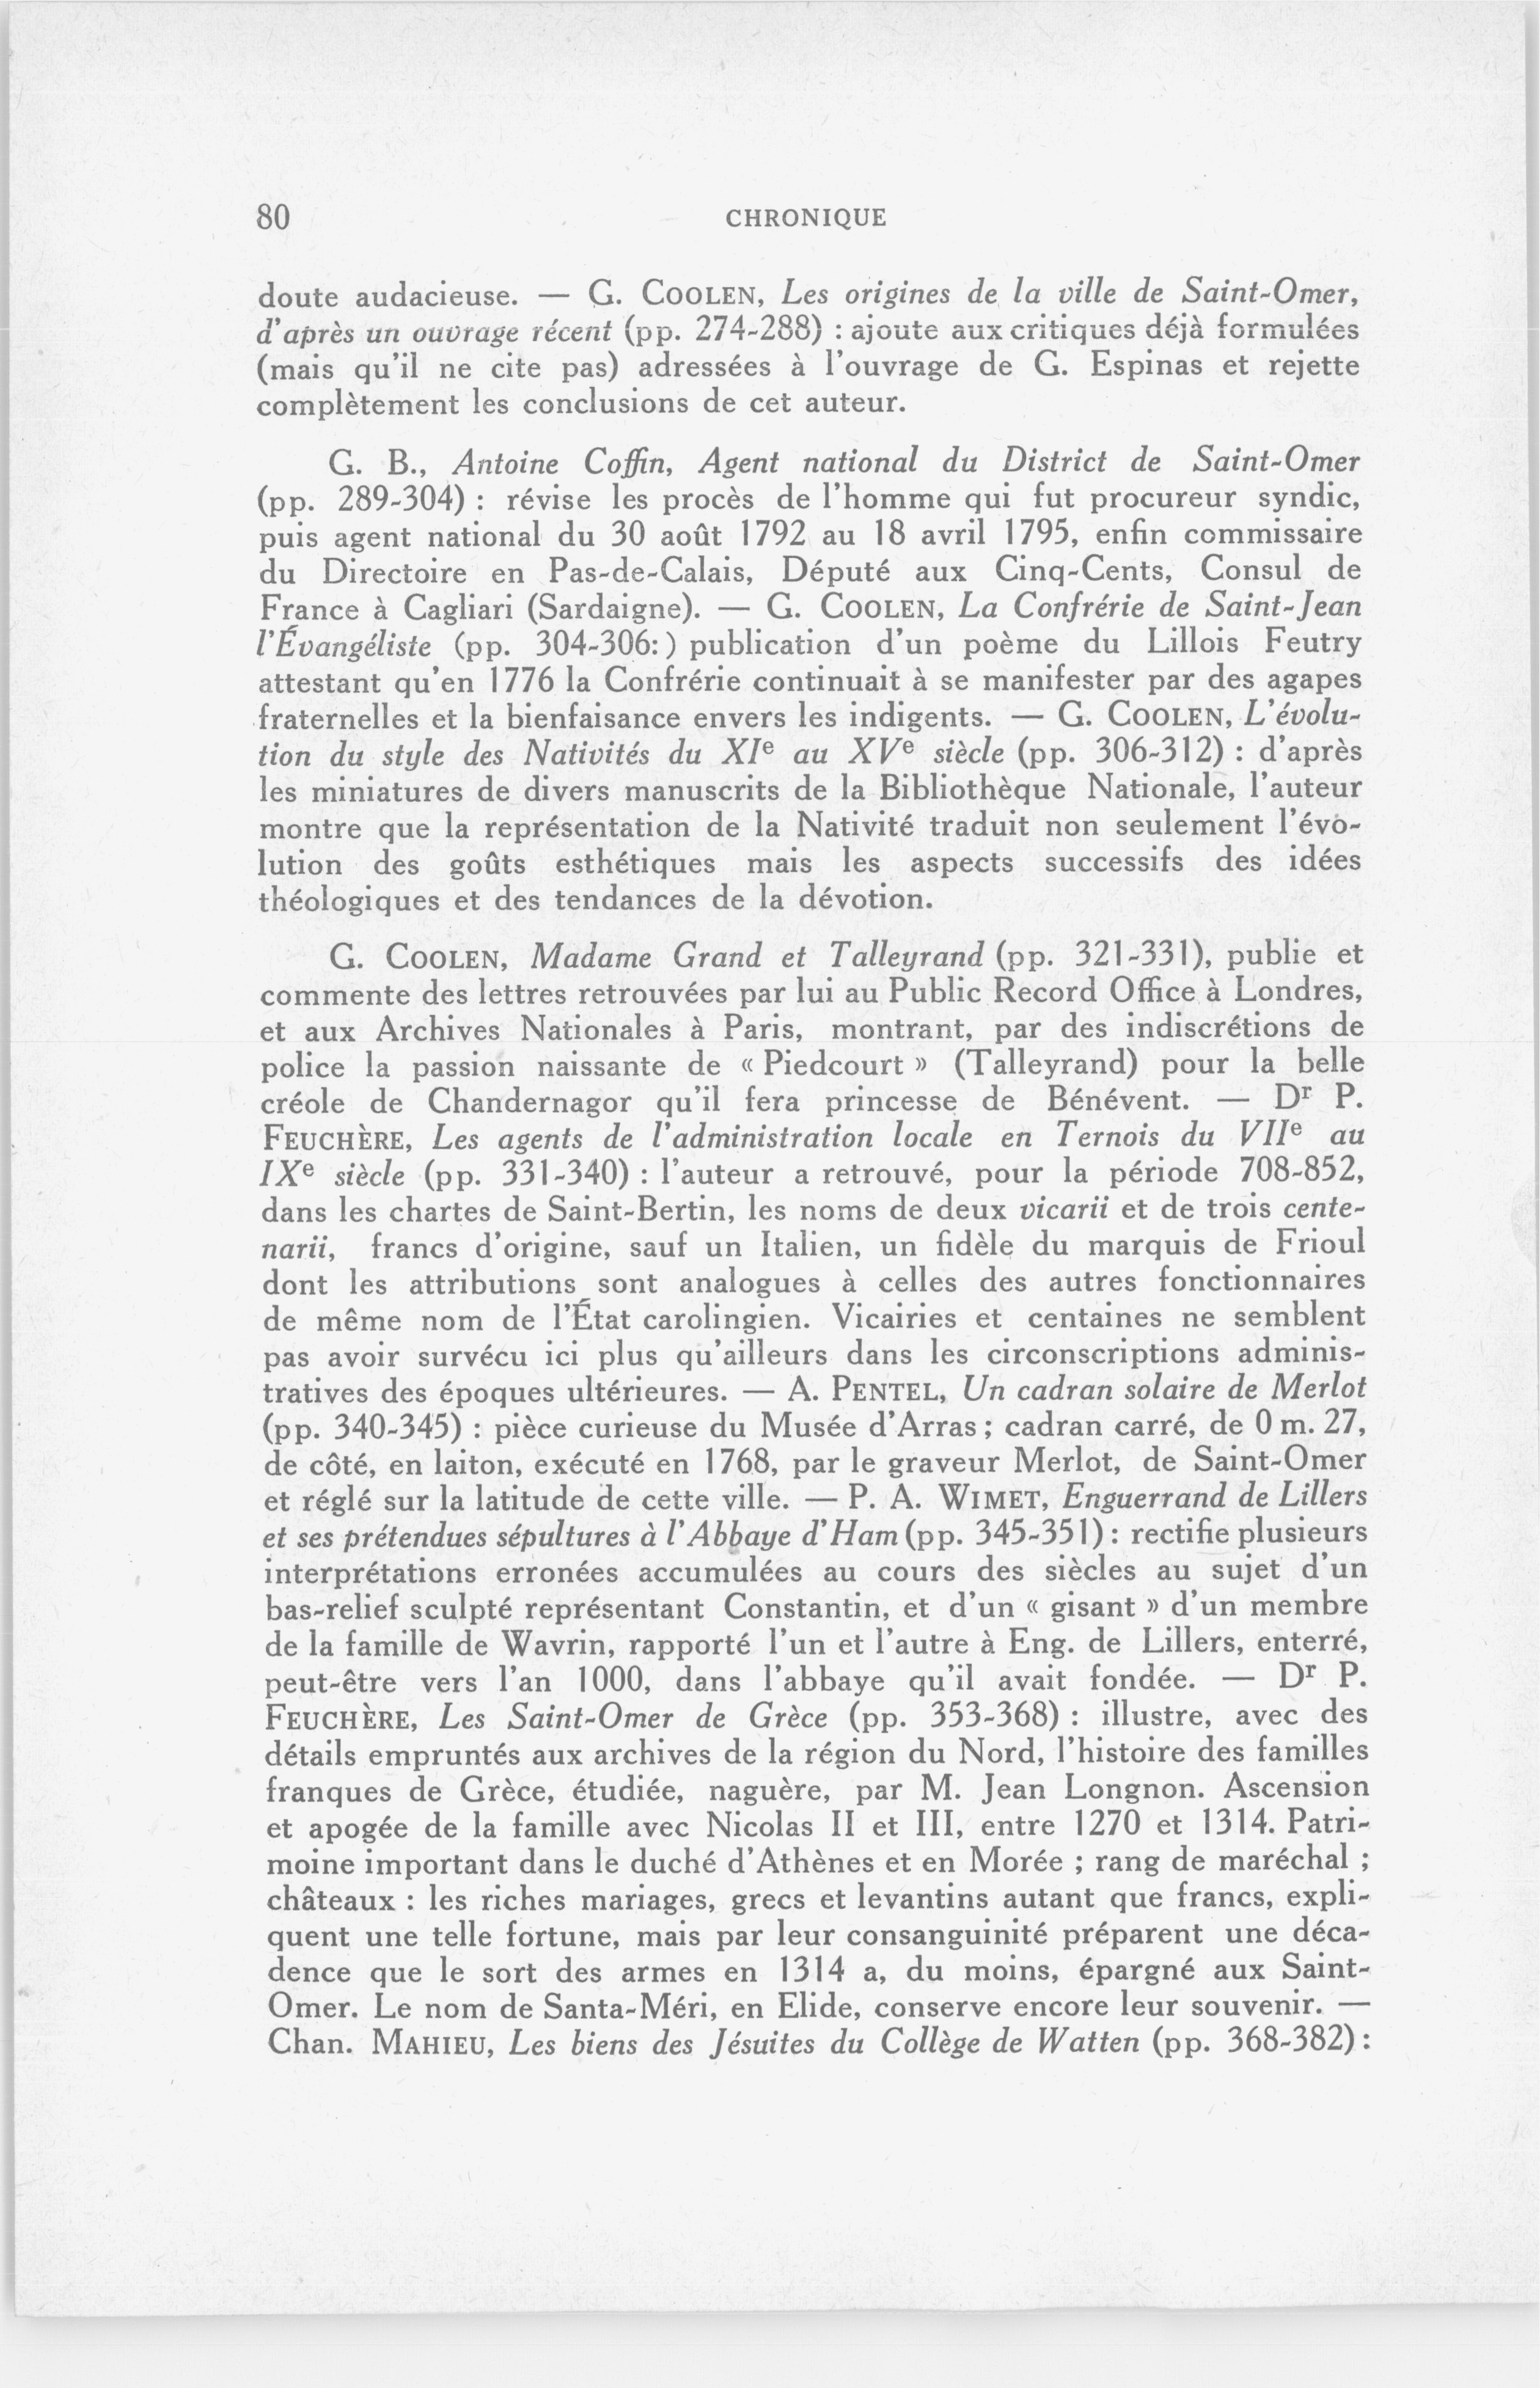 80
CHRONIQUE
doute audacieuse. — G. COOLEN, Les origines de la ville de Saint-Omer,
d'après un ouvrage récent (pp. 274-288) : ajoute aux critiques déjà formulées
(mais qu'il ne cite pas) adressées à l'ouvrage de G. Espinas et rejette
complètement les conclusions de cet auteur.
G. B., Antoine Coffin, Agent national du District de Saint-Omer
(pp. 289-304) : révise les procès de l'homme qui fut procureur syndic,
puis agent national du 30 août 1792 au 18 avril 1795, enfin commissaire
du Directoire en Pas-de-Calais, Député aux Cinq-Cents, Consul de
France à Cagliari (Sardaigne). — G. COOLEN, La Confrérie de Saint-Jean
l'Évangéliste (pp. 304-306:) publication d'un poème du Lillois Feutry
attestant qu'en 1776 la Confrérie continuait à se manifester par des agapes
fraternelles et la bienfaisance envers les indigents. — G. COOLEN, L'évolu-
tion du style des Nativités du XIe au XVe siècle (pp. 306-312) : d'après
les miniatures de divers manuscrits de la Bibliothèque Nationale, l'auteur
montre que la représentation de la Nativité traduit non seulement l'évo-
lution des goûts esthétiques mais les aspects successifs des idées
théologiques et des tendances de la dévotion.
G. COOLEN, Madame Grand et Talleyrand (pp. 321-331), publie et
commente des lettres retrouvées par lui au Public Record Office à Londres,
et aux Archives Nationales à Paris, montrant, par des indiscrétions de
police la passion naissante de « Piedcourt » (Talleyrand) pour la belle
créole de Chandernagor qu'il fera princesse de Bénévent. — Dr P.
FEUCHÈRE, Les agents de l'administration locale en Ternois du VIIe au
IXe siècle (pp. 331-340) : l'auteur a retrouvé, pour la période 708-852,
dans les chartes de Saint-Bertin, les noms de deux vicarii et de trois cente-
narii, francs d'origine, sauf un Italien, un fidèle du marquis de Frioul
dont les attributions sont analogues à celles des autres fonctionnaires
de même nom de l'État carolingien. Vicairies et centaines ne semblent
pas avoir survécu ici plus qu'ailleurs dans les circonscriptions adminis-
tratives des époques ultérieures. — A. PENTEL, Un cadran solaire de Merlot
(pp. 340-345) : pièce curieuse du Musée d'Arras ; cadran carré, de 0 m. 27,
de côté, en laiton, exécuté en 1768, par le graveur Merlot, de Saint-Omer
et réglé sur la latitude de cette ville. — P. A. WIMET, Enguerrand de Lillers
et ses prétendues sépultures à l'Abbaye d'Ham (pp. 345-351) : rectifie plusieurs
interprétations erronées accumulées au cours des siècles au sujet d'un
bas-relief sculpté représentant Constantin, et d'un « gisant » d'un membre
de la famille de Wavrin, rapporté l'un et l'autre à Eng. de Lillers, enterré,
peut-être vers l'an 1000, dans l'abbaye qu'il avait fondée. — Dr P.
FEUCHÈRE, Les Saint-Omer de Grèce (pp. 353-368) : illustre, avec des
détails empruntés aux archives de la région du Nord, l'histoire des familles
franques de Grèce, étudiée, naguère, par M. Jean Longnon. Ascension
et apogée de la famille avec Nicolas II et III, entre 1270 et 1314. Patri-
moine important dans le duché d'Athènes et en Morée ; rang de maréchal ;
châteaux : les riches mariages, grecs et levantins autant que francs, expli-
quent une telle fortune, mais par leur consanguinité préparent une déca-
dence que le sort des armes en 1314 a, du moins, épargné aux Saint-
Omer. Le nom de Santa-Méri, en Elide, conserve encore leur souvenir. —
Chan. MAHIEU, Les biens des Jésuites du Collège de Watten (pp. 368-382) :